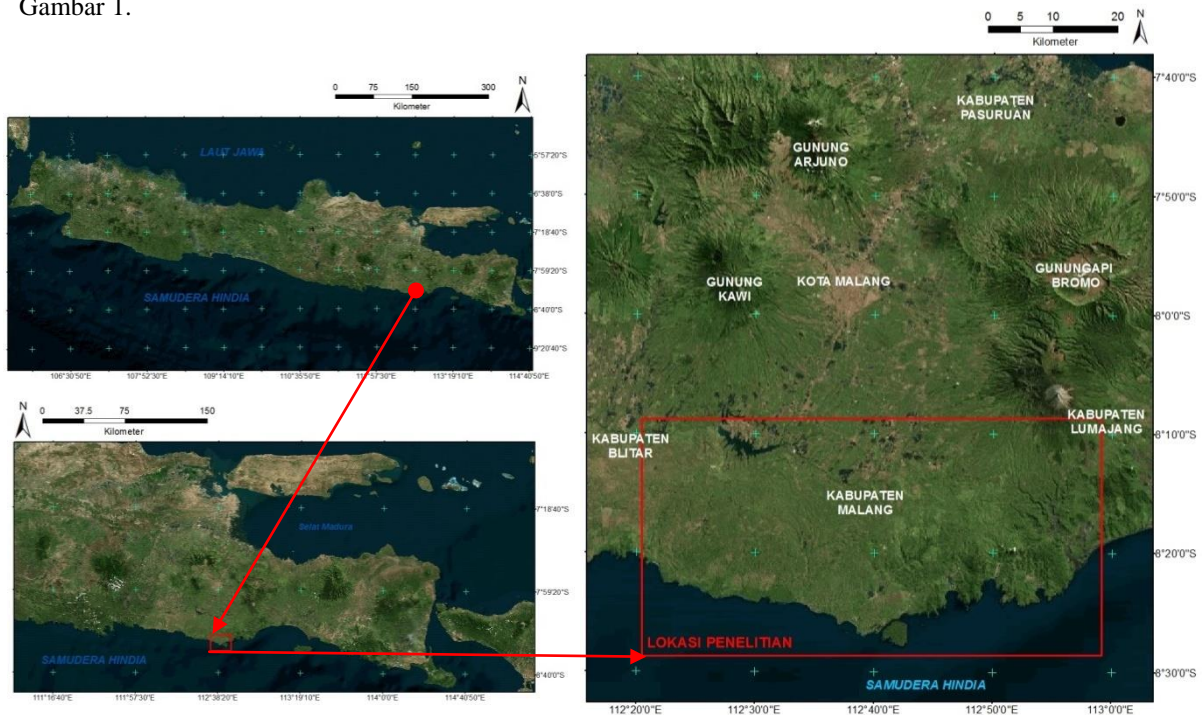 Gambar 1.
0 75 150 300
Kilometer
N
LAUT JAWA
SAMUDERA HINDIA
5°57'20"S
6°38'0"S
7°18'40"S
7°59'20"S
8°40'0"S
9°20'40"S
106°30'50"E 107°52'30"E 109°14'10"E 110°35'50"E 111°57'30"E 113°19'10"E 114°40'50"E
N
0 37.5 75 150
Kilometer
Selat Madura
SAMUDERA HINDIA
7°18'40"S
7°59'20"S
8°40'0"S
111°16'40"E 111°57'30"E 112°38'20"E 113°19'10"E 114°0'0"E 114°40'50"E
0 5 10 20
Kilometer
N
KABUPATEN
PASURUAN
GUNUNG
ARJUNO
GUNUNG
KAWI
KOTA MALANG
GUNUNGAPI
BROMO
KABUPATEN
LUMAJANG
KABUPATEN
BLITAR
KABUPATEN
MALANG
LOKASI PENELITIAN
SAMUDERA HINDIA
7°40'0"S
7°50'0"S
8°0'0"S
8°10'0"S
8°20'0"S
8°30'0"S
112°20'0"E 112°30'0"E 112°40'0"E 112°50'0"E 113°0'0"E